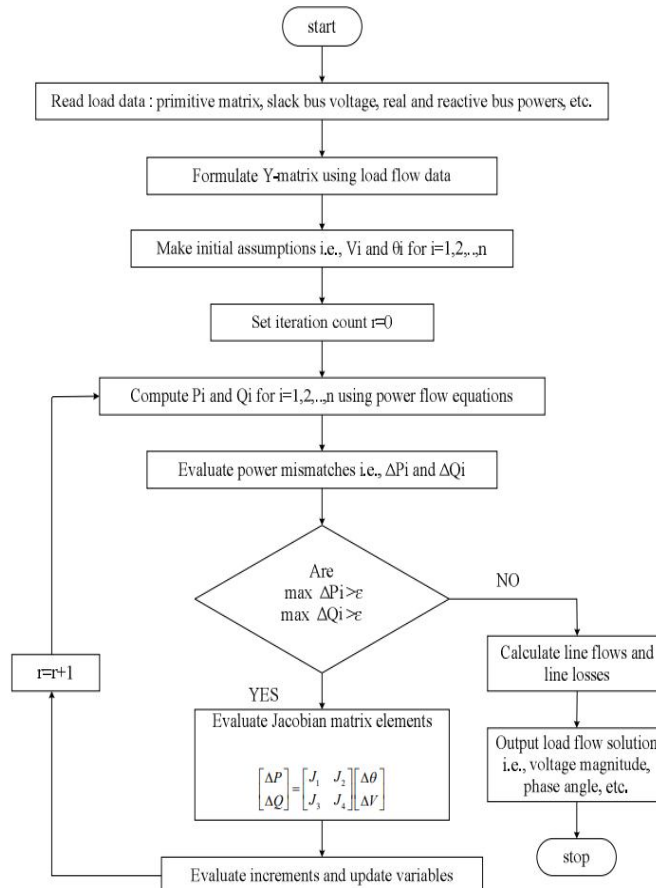 start
Read load data : primitive matrix, slack bus voltage, real and reactive bus powers, etc.
Formulate Y-matrix using load flow data
Make initial assumptions i.e., Vi and θi for i=1,2,..,n
Set iteration count r=0
Compute Pi and Qi for i=1,2,..,n using power flow equations
Evaluate power mismatches i.e., ΔPi and ΔQi
Are
max ΔPi>ε
max ΔQi>ε
NO
Calculate line flows and
line losses
Output load flow solution
i.e., voltage magnitude,
phase angle, etc.
stop
YES
Evaluate Jacobian matrix elements
[ΔP] = [J₁ J₂] [Δθ]
[ΔQ] [J₃ J₄] [ΔV]
Evaluate increments and update variables
r=r+1